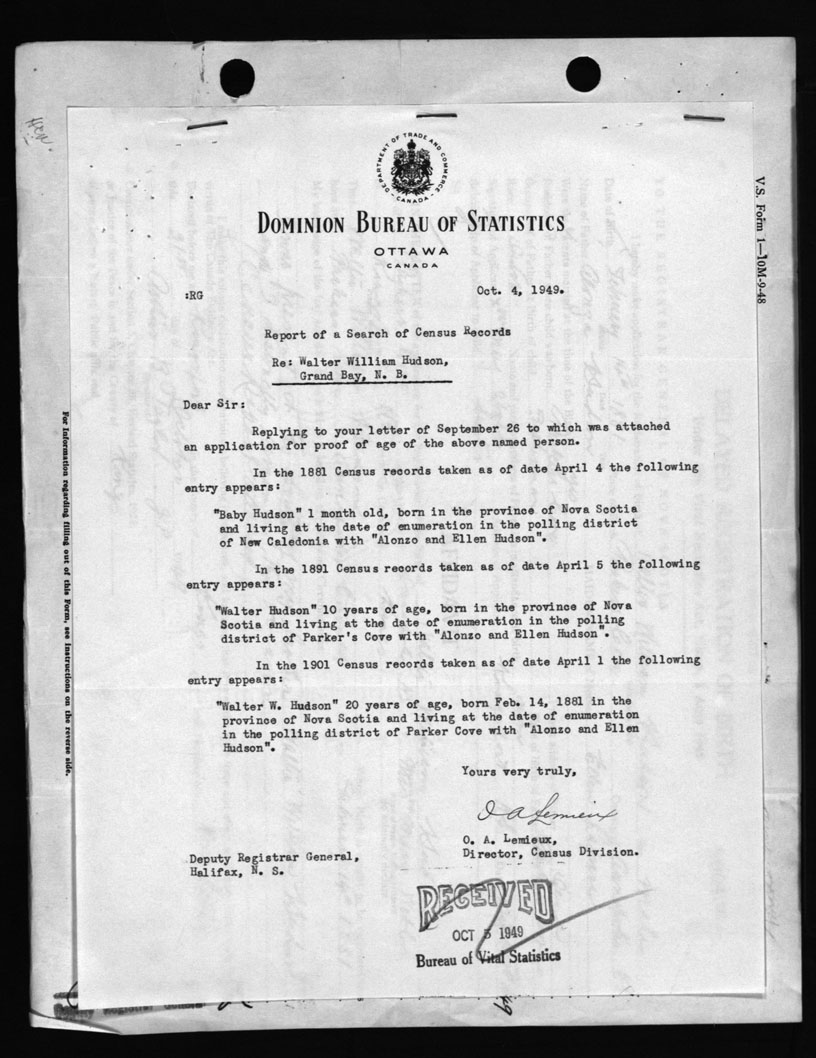 DEPARTMENT OF TRADE AND COMMERCE
CANADA
DOMINION BUREAU OF STATISTICS
OTTAWA
CANADA
:RG
Oct. 4, 1949.
Report of a Search of Census Records
Re: Walter William Hudson,
Grand Bay, N. B.
Dear Sir:
Replying to your letter of September 26 to which was attached
an application for proof of age of the above named person.
In the 1881 Census records taken as of date April 4 the following
entry appears:
"Baby Hudson" 1 month old, born in the province of Nova Scotia
and living at the date of enumeration in the polling district
of New Caledonia with "Alonzo and Ellen Hudson".
In the 1891 Census records taken as of date April 5 the following
entry appears:
"Walter Hudson" 10 years of age, born in the province of Nova
Scotia and living at the date of enumeration in the polling
district of Parker's Cove with "Alonzo and Ellen Hudson".
In the 1901 Census records taken as of date April 1 the following
entry appears:
"Walter W. Hudson" 20 years of age, born Feb. 14, 1881 in the
province of Nova Scotia and living at the date of enumeration
in the polling district of Parker Cove with "Alonzo and Ellen
Hudson".
Yours very truly,
O A Lemieux
O. A. Lemieux,
Director, Census Division.
Deputy Registrar General,
Halifax, N. S.
RECEIVED
OCT 5 1949
Bureau of Vital Statistics
V.S. Form 1—10M-9-48
For Information regarding filling out of this Form, see Instructions on the reverse side.
Deputy Registrar General